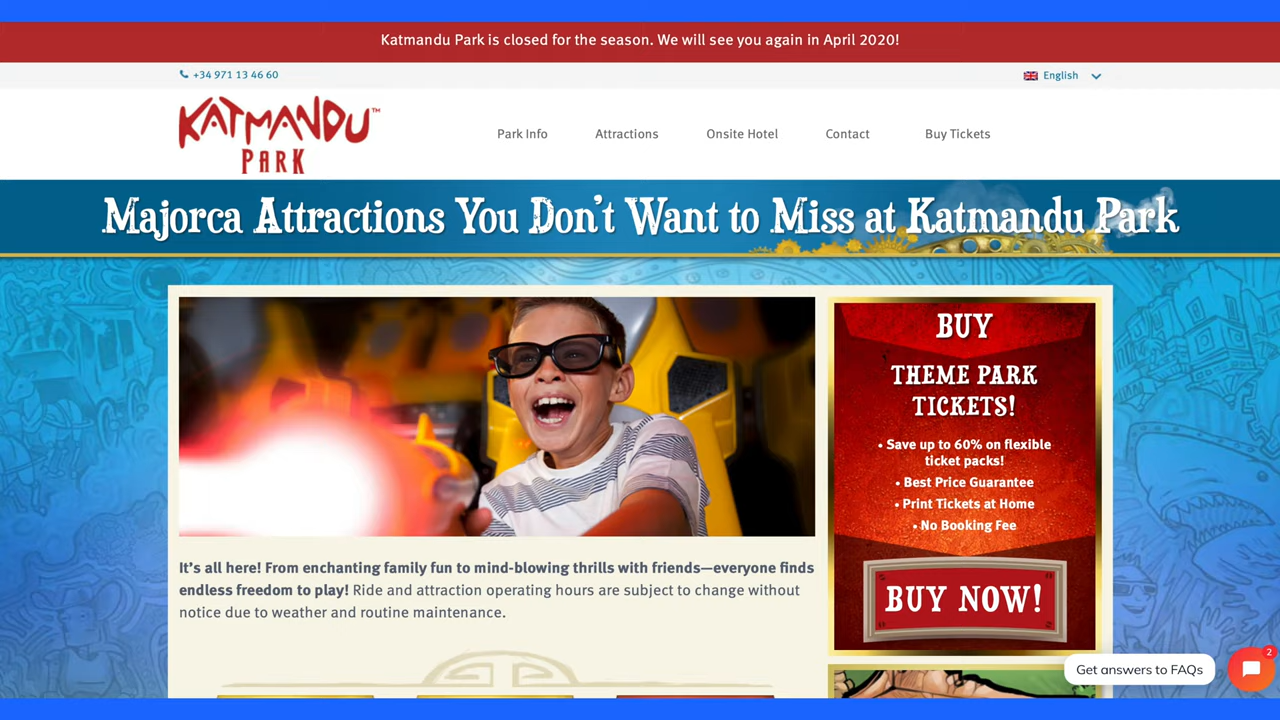 Katmandu Park is closed for the season. We will see you again in April 2020!
+34 971 13 46 60
English
KATMANDU™
PARK
Park Info
Attractions
Onsite Hotel
Contact
Buy Tickets
Majorca Attractions You Don't Want to Miss at Katmandu Park
It's all here! From enchanting family fun to mind-blowing thrills with friends—everyone finds
endless freedom to play! Ride and attraction operating hours are subject to change without
notice due to weather and routine maintenance.
BUY
THEME PARK
TICKETS!
• Save up to 60% on flexible
ticket packs!
• Best Price Guarantee
• Print Tickets at Home
• No Booking Fee
BUY NOW!
Get answers to FAQs
2